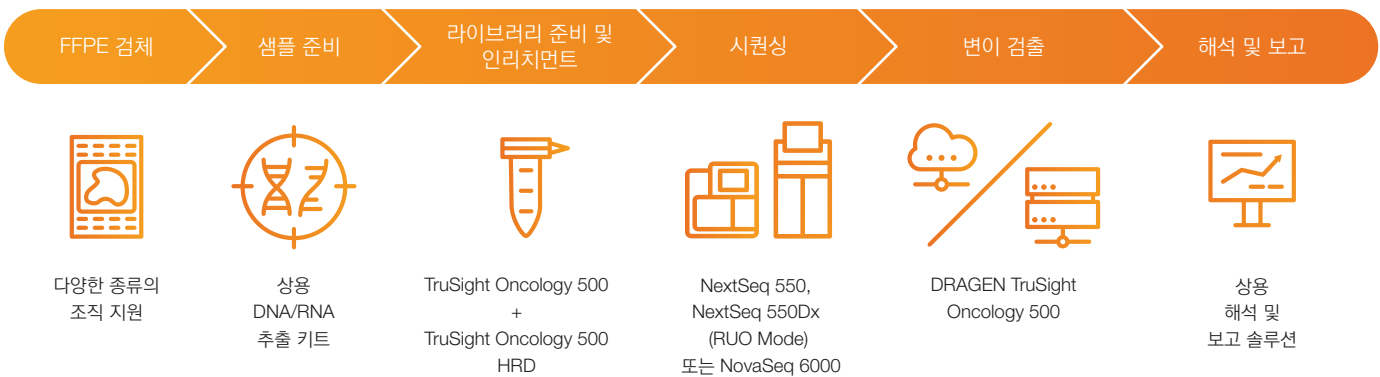 FFPE 검체
샘플 준비
라이브러리 준비 및
인리치먼트
시퀀싱
변이 검출
해석 및 보고
다양한 종류의
조직 지원
상용
DNA/RNA
추출 키트
TruSight Oncology 500
+
TruSight Oncology 500
HRD
NextSeq 550,
NextSeq 550Dx
(RUO Mode)
또는 NovaSeq 6000
DRAGEN TruSight
Oncology 500
상용
해석 및
보고 솔루션